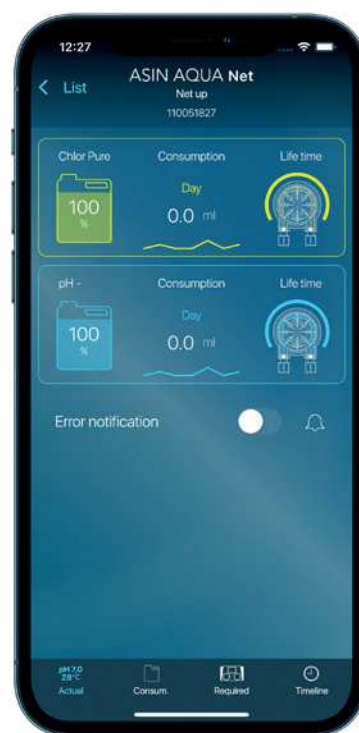 12:27
List
ASIN AQUA Net
Net up
110051827
Chlor Pure
Consumption
Life time
100
%
Day
0.0 ml
pH -
Consumption
Life time
100
%
Day
0.0 ml
Error notification
pH 7,0
28°C
Actual
Consum.
Required
Timeline